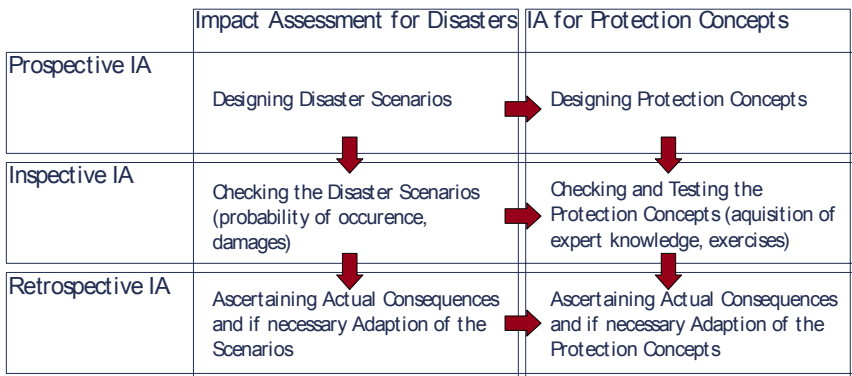 Impact Assessment for Disasters
IA for Protection Concepts
Prospective IA
Designing Disaster Scenarios
Designing Protection Concepts
Inspective IA
Checking the Disaster Scenarios
(probability of occurence,
damages)
Checking and Testing the
Protection Concepts (aquisition of
expert knowledge, exercises)
Retrospective IA
Ascertaining Actual Consequences
and if necessary Adaption of the
Scenarios
Ascertaining Actual Consequences
and if necessary Adaption of the
Protection Concepts